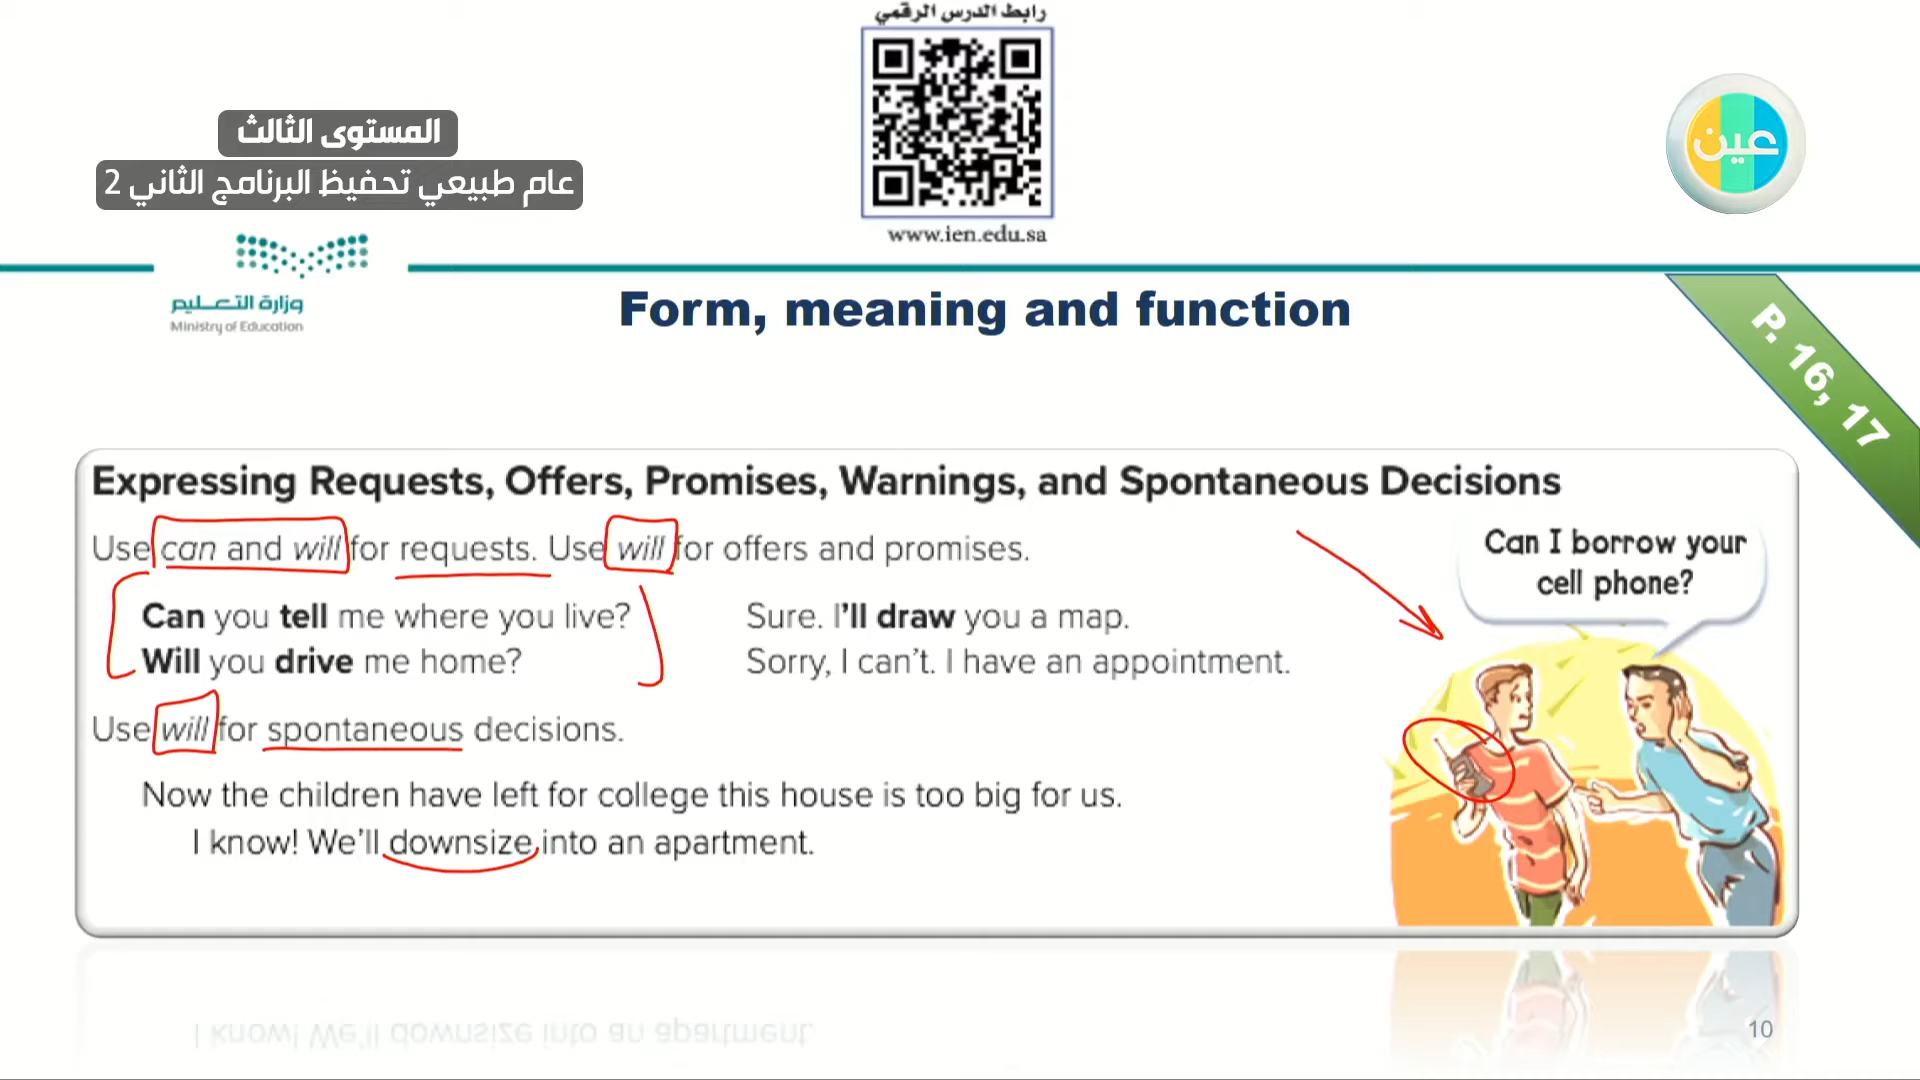 رابط الدرس الرقمي
www.ien.edu.sa
المستوى الثالث
عام طبيعي تحفيظ البرنامج الثاني 2
عين
وزارة التعليم
Ministry of Education
Form, meaning and function
P. 16, 17
Expressing Requests, Offers, Promises, Warnings, and Spontaneous Decisions
Use can and will for requests. Use will for offers and promises.
Can you tell me where you live? Sure. I'll draw you a map.
Will you drive me home? Sorry, I can't. I have an appointment.
Use will for spontaneous decisions.
Now the children have left for college this house is too big for us.
I know! We'll downsize into an apartment.
Can I borrow your
cell phone?
10